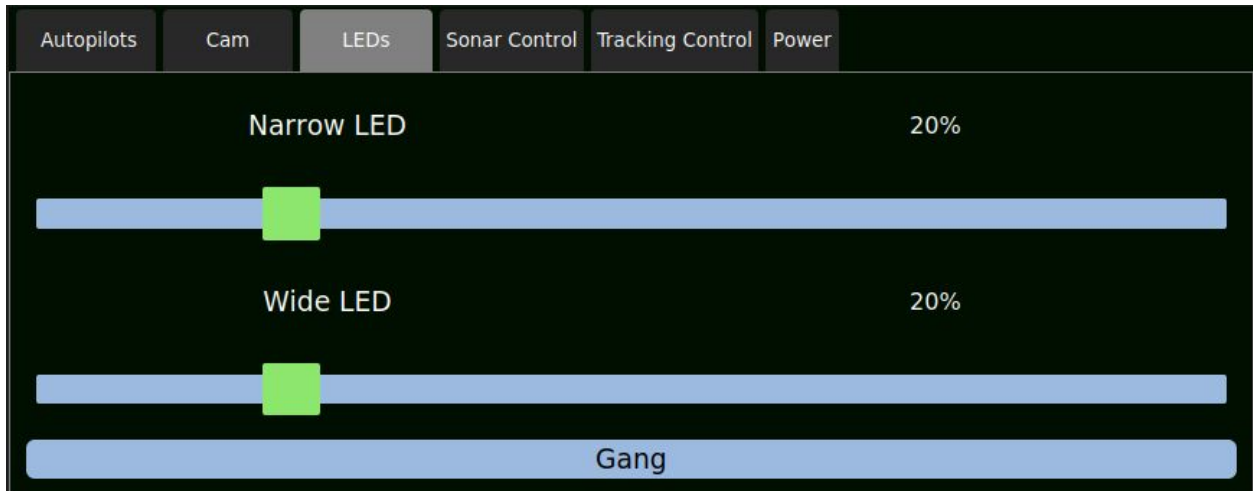 Autopilots Cam LEDs Sonar Control Tracking Control Power
Narrow LED 20%
Wide LED 20%
Gang